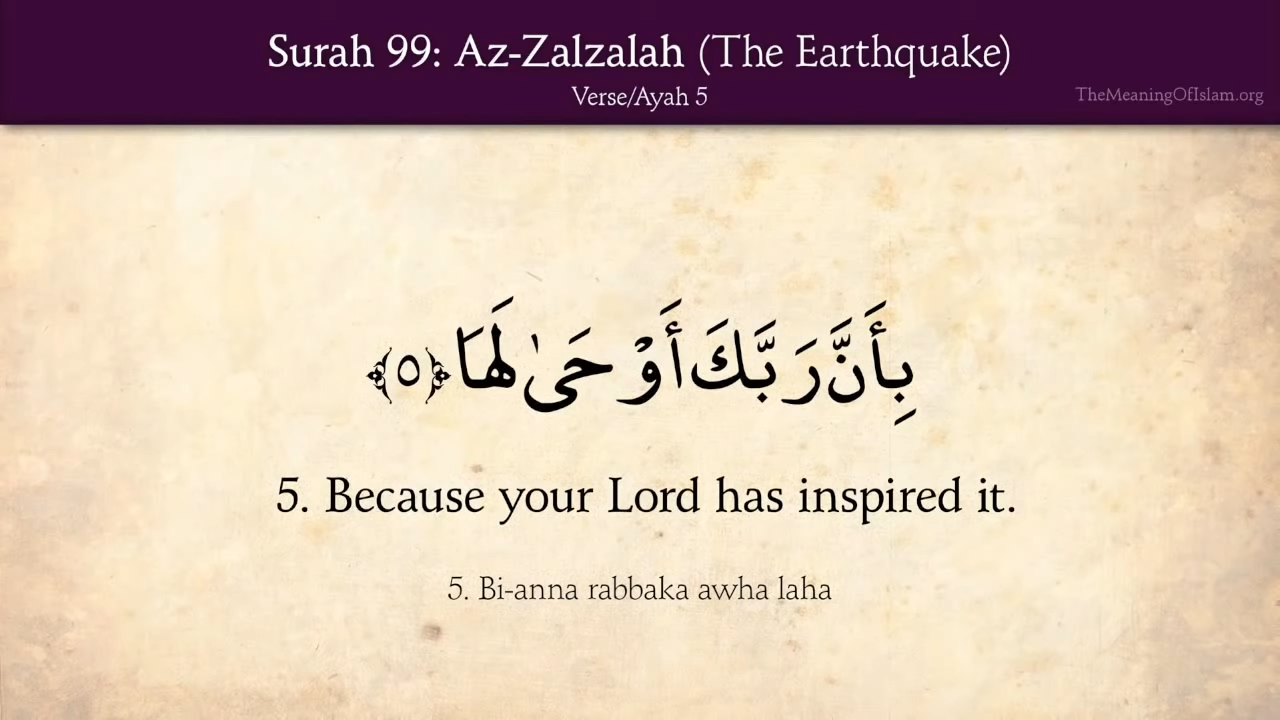 Surah 99: Az-Zalzalah (The Earthquake)
Verse/Ayah 5
TheMeaningOfIslam.org
بِأَنَّ رَبَّكَ أَوْحَىٰ لَهَا ﴿٥﴾
5. Because your Lord has inspired it.
5. Bi-anna rabbaka awha laha